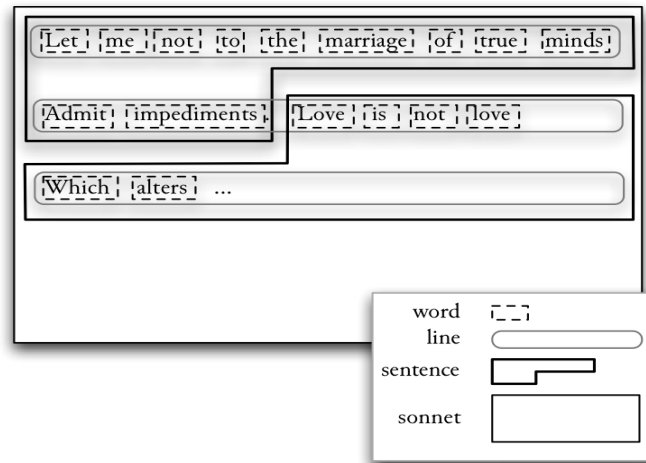 Let me not to the marriage of true minds
Admit impediments. Love is not love
Which alters ...
word
line
sentence
sonnet